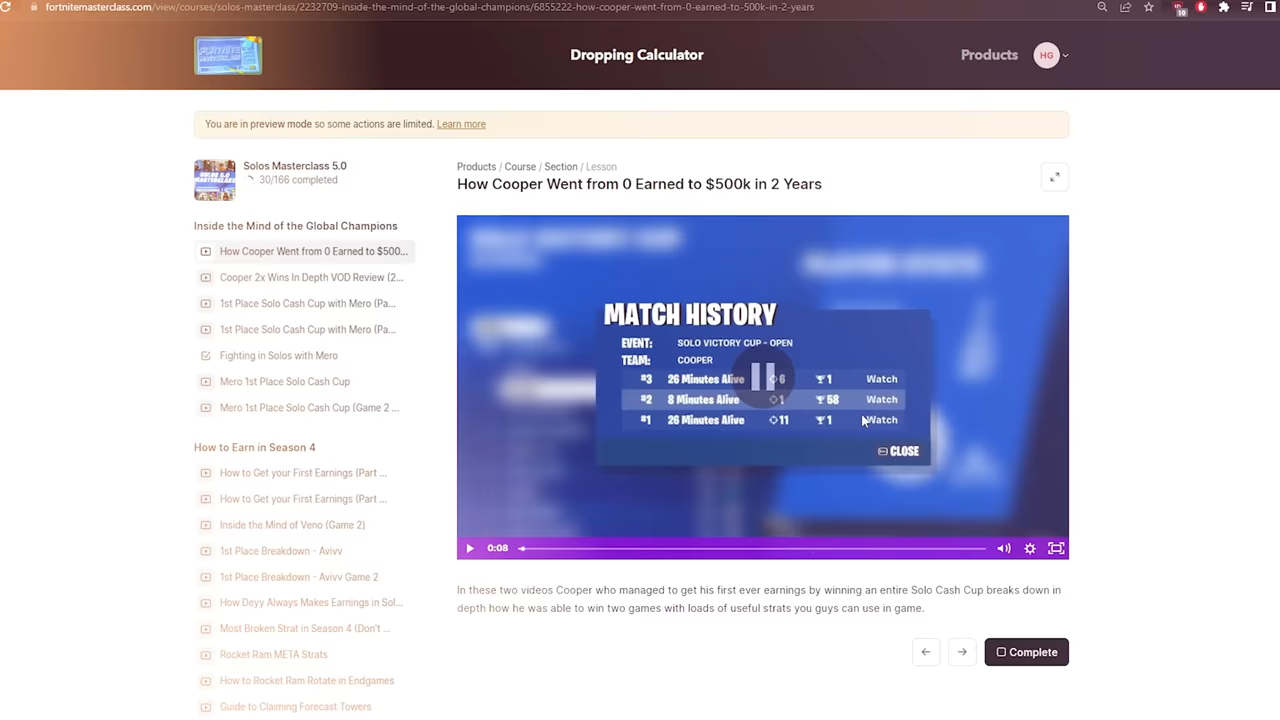 fortnitemasterclass.com/view/courses/solos-masterclass/2232709-inside-the-mind-of-the-global-champions/6855222-how-cooper-went-from-0-earned-to-500k-in-2-years
10
Dropping Calculator
Products
HG
You are in preview mode so some actions are limited. Learn more
Solos Masterclass 5.0
30/166 completed
Inside the Mind of the Global Champions
How Cooper Went from 0 Earned to $500...
Cooper 2x Wins In Depth VOD Review (2...
1st Place Solo Cash Cup with Mero (Pa...
1st Place Solo Cash Cup with Mero (Pa...
Fighting in Solos with Mero
Mero 1st Place Solo Cash Cup
Mero 1st Place Solo Cash Cup (Game 2 ...
How to Earn in Season 4
How to Get your First Earnings (Part ...
How to Get your First Earnings (Part ...
Inside the Mind of Veno (Game 2)
1st Place Breakdown - Avivv
1st Place Breakdown - Avivv Game 2
How Deyy Always Makes Earnings in Sol...
Most Broken Strat in Season 4 (Don't ...
Rocket Ram META Strats
How to Rocket Ram Rotate in Endgames
Guide to Claiming Forecast Towers
Products / Course / Section / Lesson
How Cooper Went from 0 Earned to $500k in 2 Years
SOLO VICTORY CUP
PLAYER STATS
MATCH HISTORY
EVENT: SOLO VICTORY CUP - OPEN
TEAM: COOPER
#3 26 Minutes Alive 6 1 Watch
#2 8 Minutes Alive 1 58 Watch
#1 26 Minutes Alive 11 1 Watch
CLOSE
0:08
In these two videos Cooper who managed to get his first ever earnings by winning an entire Solo Cash Cup breaks down in
depth how he was able to win two games with loads of useful strats you guys can use in game.
Complete